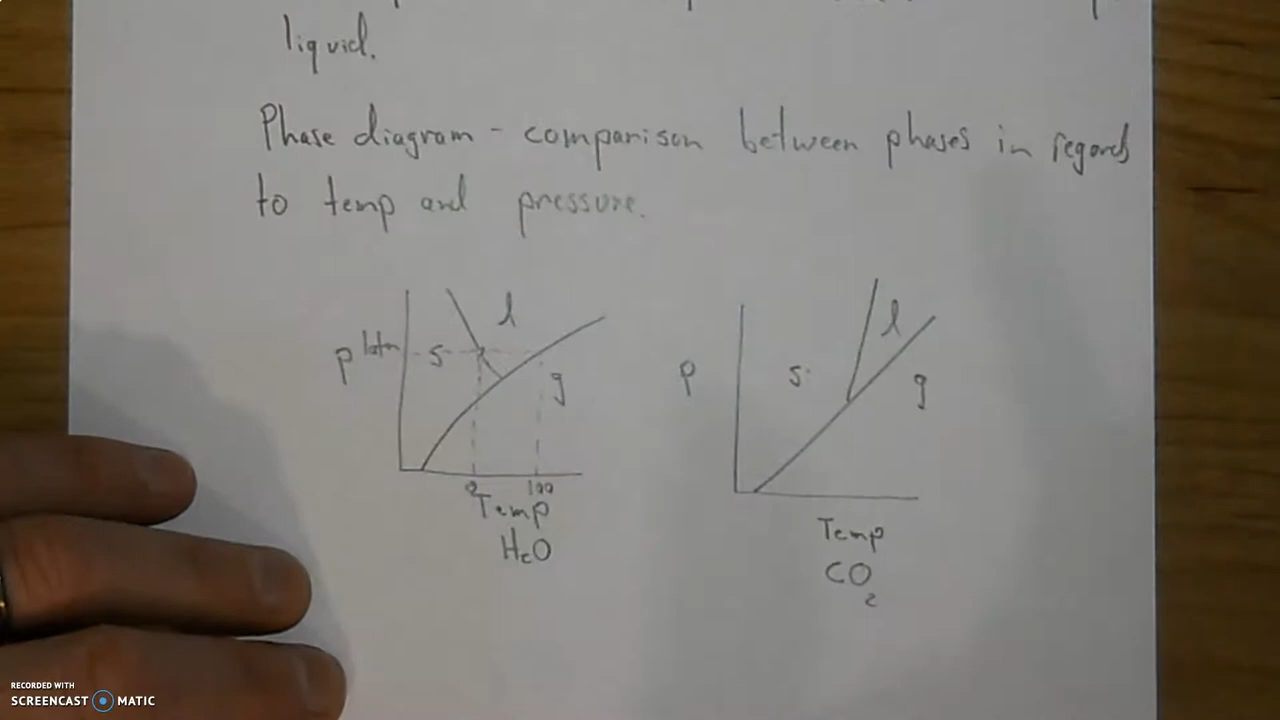 liquid.
Phase diagram - comparison between phases in regards
to temp and pressure.
l
P 1atm s
g
0 100
Temp
H2O
l
P s
g
Temp
CO2
RECORDED WITH
SCREENCAST MATIC